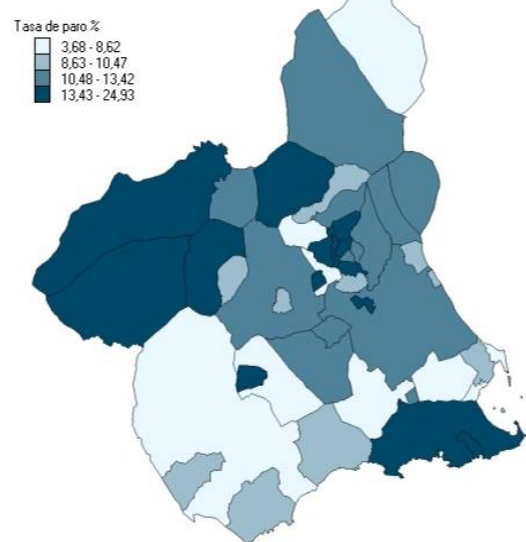 Tasa de paro %
3,68 - 8,62
8,63 - 10,47
10,48 - 13,42
13,43 - 24,93